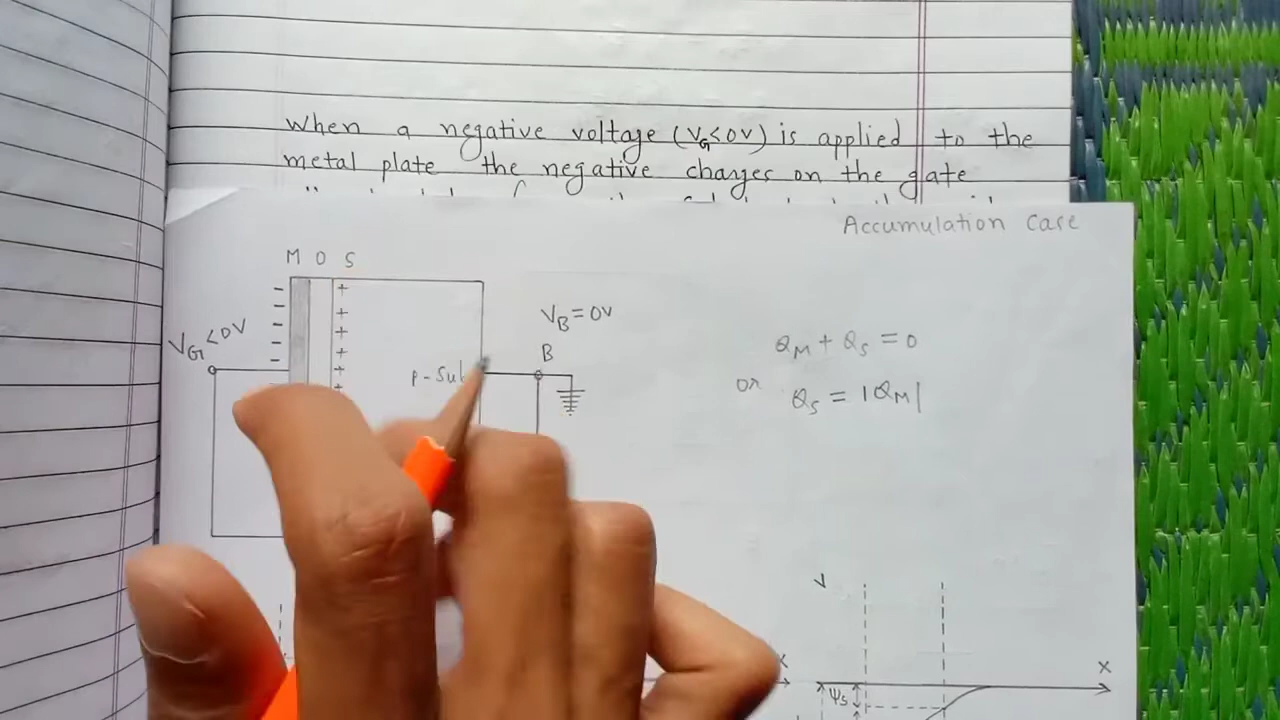 When a negative voltage (VG<0V) is applied to the
metal plate the negative charges on the gate
Accumulation Case
M O S
VG<0V
VB=0V
B
P-Sub
QM + QS = 0
or QS = |QM|
V
X
X
ψs